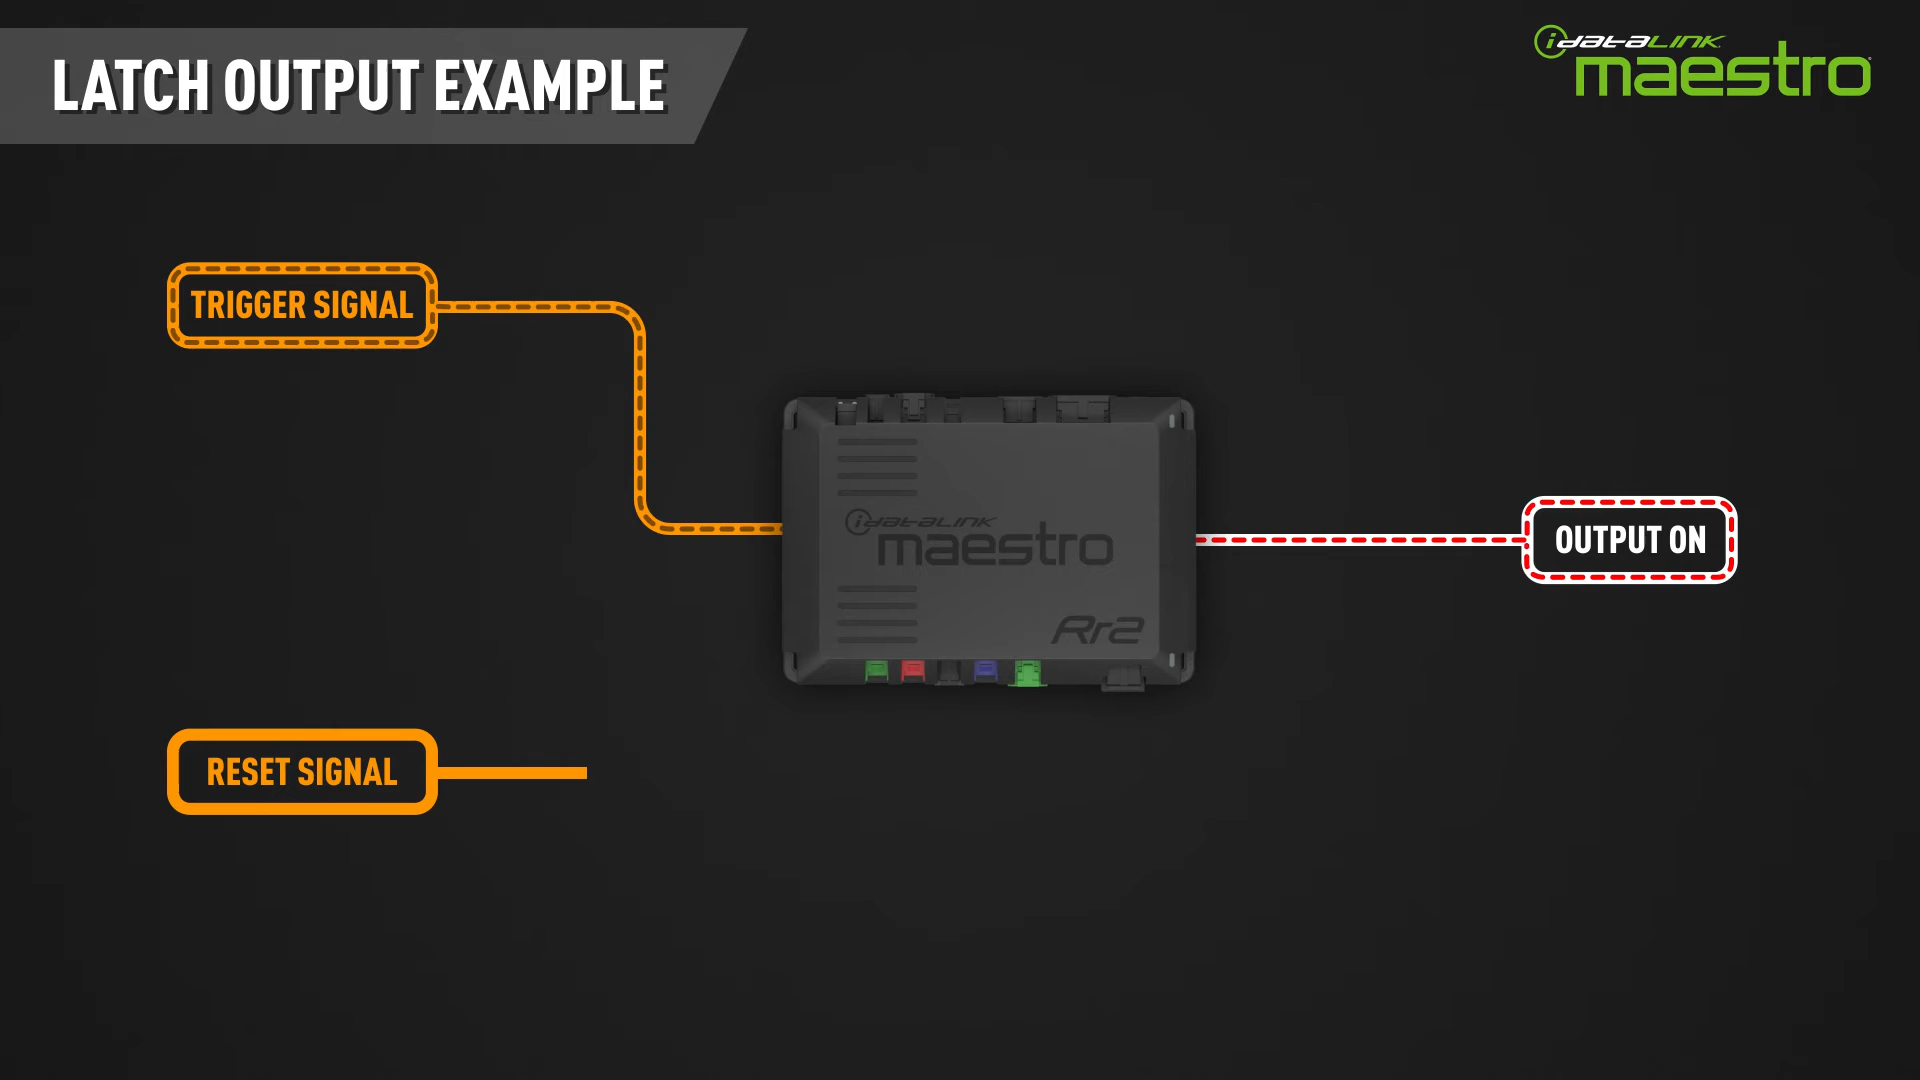 LATCH OUTPUT EXAMPLE
idatalink
maestro
TRIGGER SIGNAL
idatalink
maestro
OUTPUT ON
Rr2
RESET SIGNAL